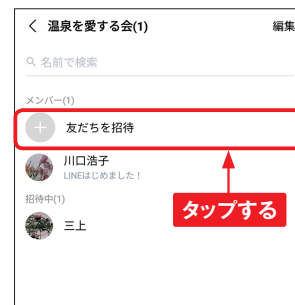 温泉を愛する会(1) 編集
名前で検索
メンバー(1)
友だちを招待
川口浩子
LINEはじめました！
タップする
招待中(1)
三上